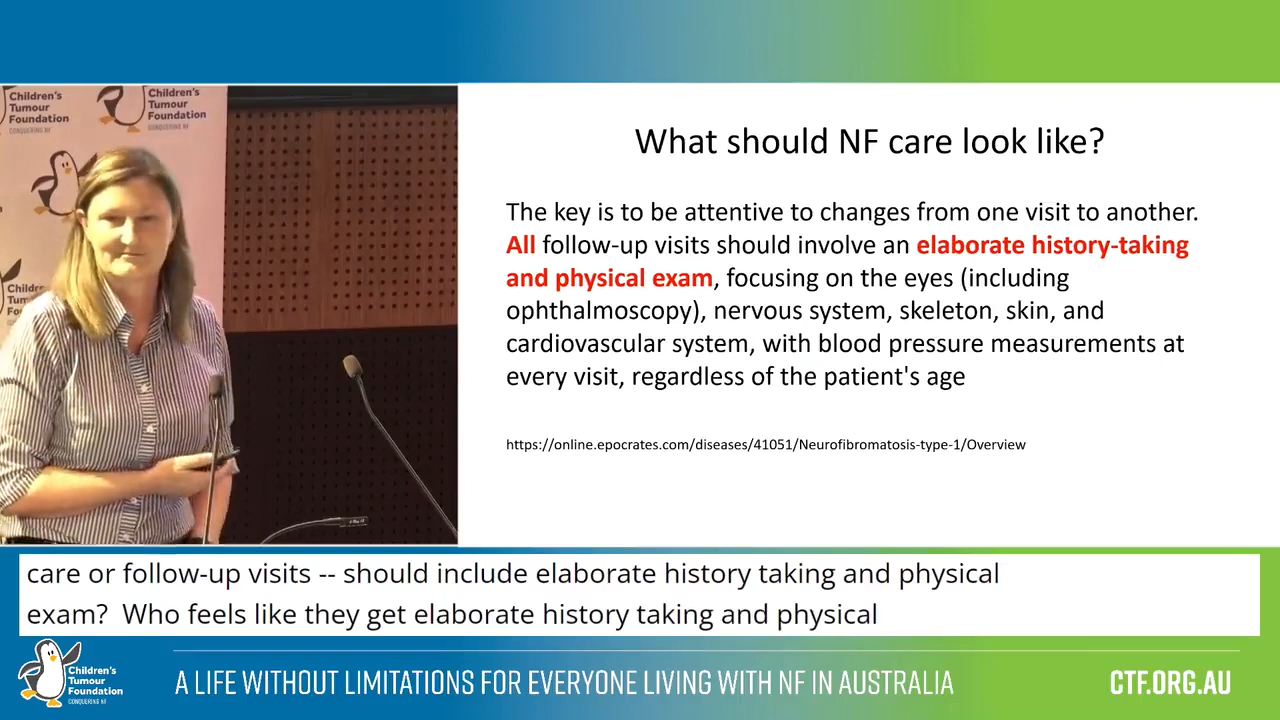 Children's
Tumour
Foundation
CONQUERING NF
Children's
Tumour
Foundation
CONQUERING NF
What should NF care look like?
The key is to be attentive to changes from one visit to another.
All follow-up visits should involve an elaborate history-taking
and physical exam, focusing on the eyes (including
ophthalmoscopy), nervous system, skeleton, skin, and
cardiovascular system, with blood pressure measurements at
every visit, regardless of the patient's age
https://online.epocrates.com/diseases/41051/Neurofibromatosis-type-1/Overview
care or follow-up visits -- should include elaborate history taking and physical
exam?  Who feels like they get elaborate history taking and physical
Children's
Tumour
Foundation
CONQUERING NF
A LIFE WITHOUT LIMITATIONS FOR EVERYONE LIVING WITH NF IN AUSTRALIA
CTF.ORG.AU